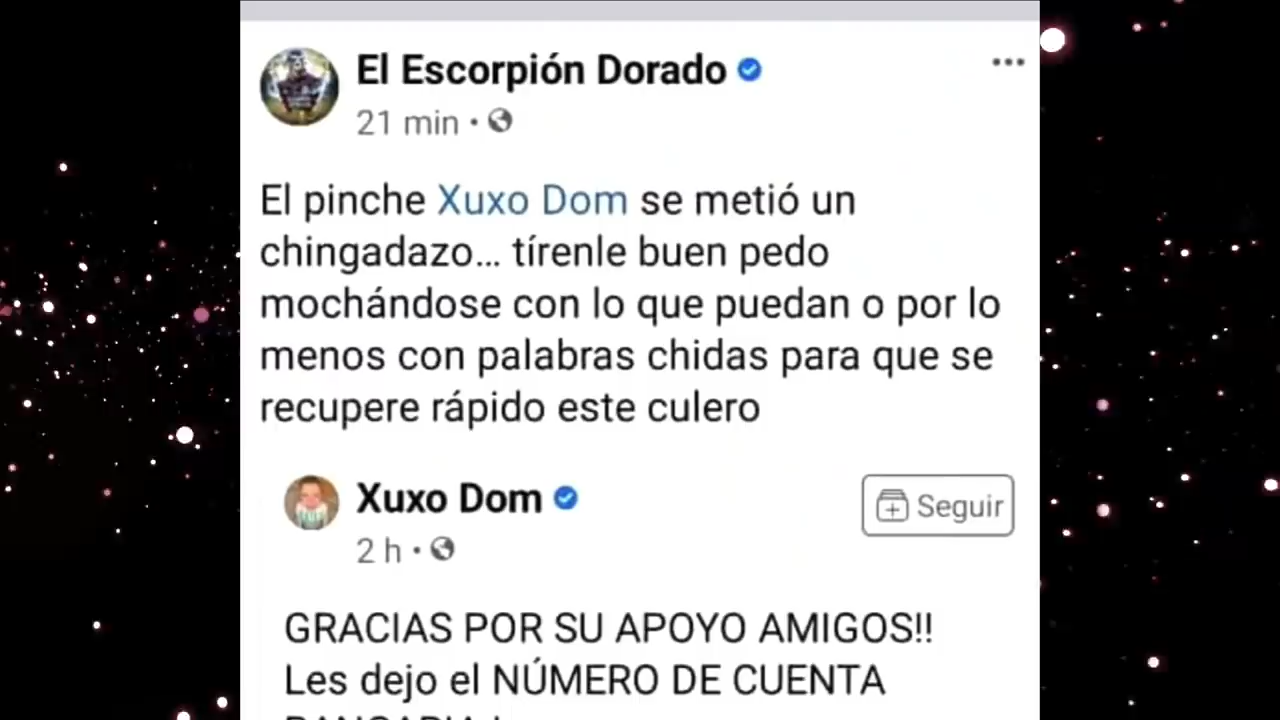 El Escorpión Dorado
21 min
El pinche Xuxo Dom se metió un
chingadazo... tírenle buen pedo
mochándose con lo que puedan o por lo
menos con palabras chidas para que se
recupere rápido este culero
Xuxo Dom
Seguir
2 h
GRACIAS POR SU APOYO AMIGOS!!
Les dejo el NÚMERO DE CUENTA